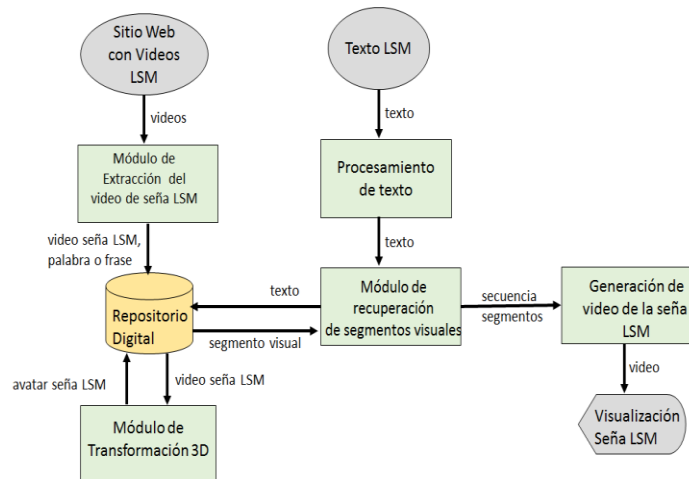 Sitio Web
con Videos
LSM
Texto LSM
videos
texto
Módulo de
Extracción del
video de seña LSM
Procesamiento
de texto
video seña LSM,
palabra o frase
texto
texto
Módulo de
recuperación
de segmentos visuales
secuencia
segmentos
Generación de
video de la seña
LSM
Repositorio
Digital
segmento visual
avatar seña LSM
video seña LSM
video
Módulo de
Transformación 3D
Visualización
Seña LSM